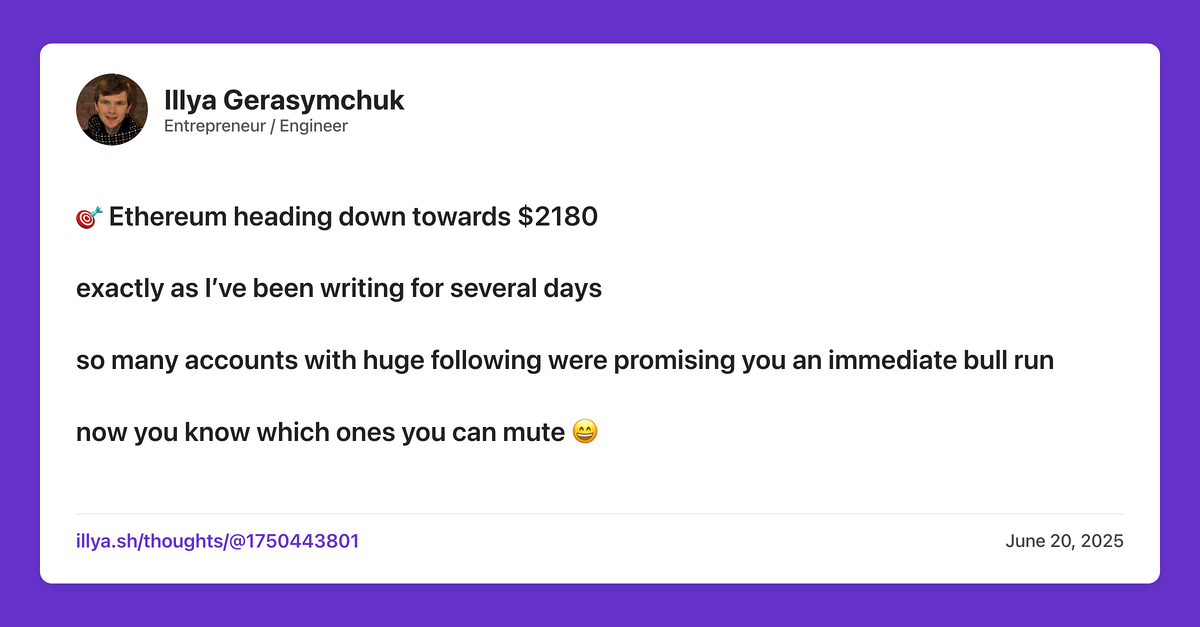 Illya Gerasymchuk
Entrepreneur / Engineer
🎯 Ethereum heading down towards $2180
exactly as I’ve been writing for several days
so many accounts with huge following were promising you an immediate bull run
now you know which ones you can mute 😄
illya.sh/thoughts/@1750443801
June 20, 2025